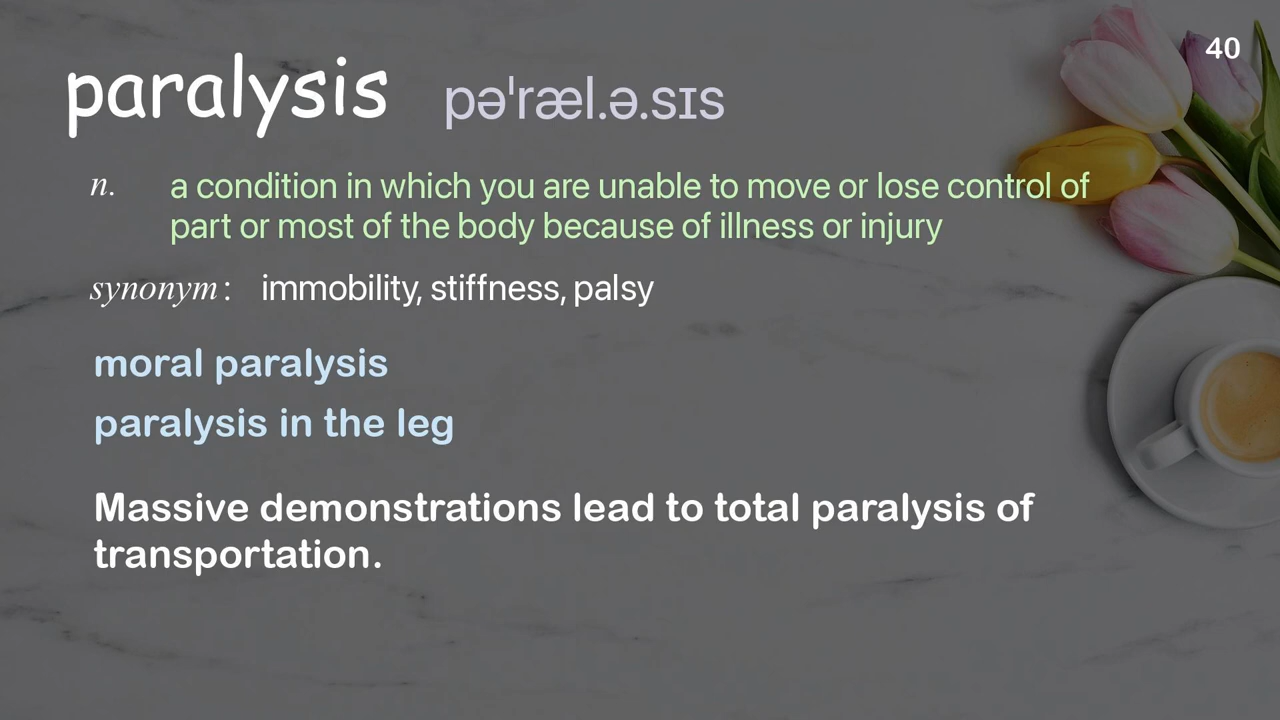 40
paralysis pəˈræl.ə.sɪs
n. a condition in which you are unable to move or lose control of
part or most of the body because of illness or injury
synonym: immobility, stiffness, palsy
moral paralysis
paralysis in the leg
Massive demonstrations lead to total paralysis of
transportation.